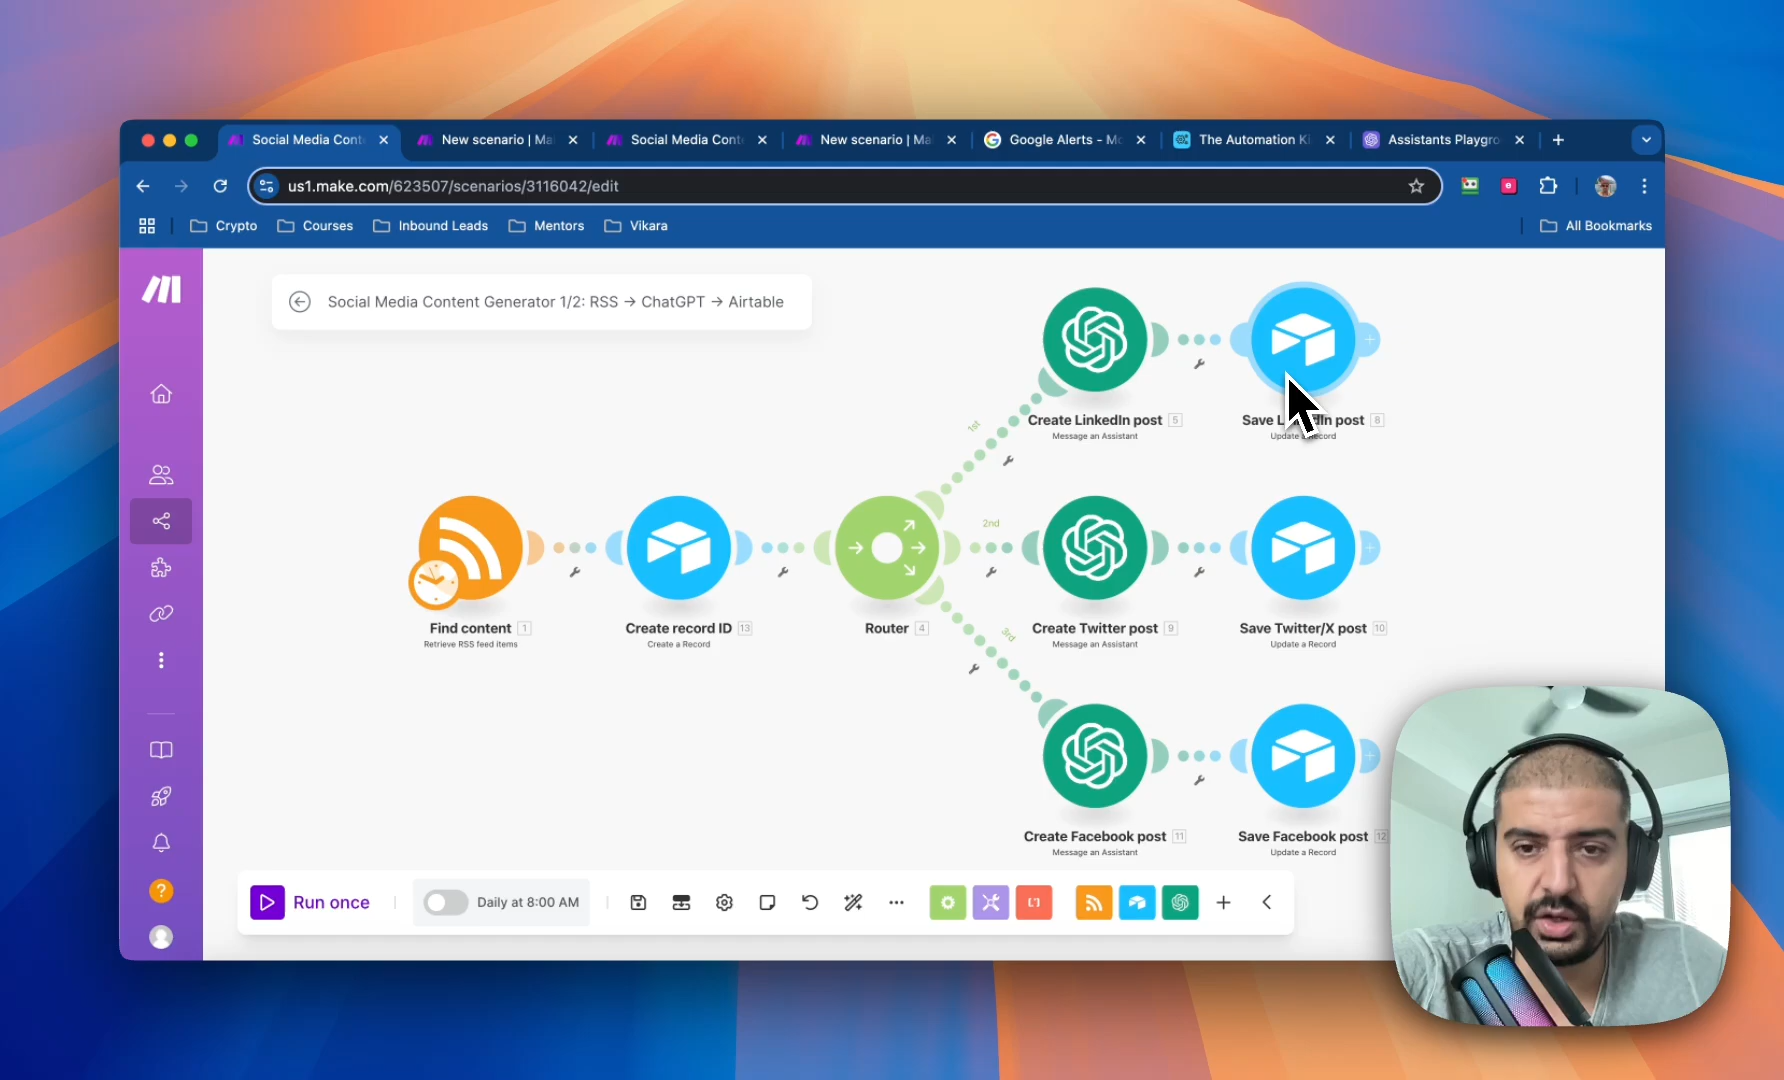 Social Media Cont
New scenario | Ma
Social Media Cont
New scenario | Ma
Google Alerts - Mo
The Automation Ki
Assistants Playgro
us1.make.com/623507/scenarios/3116042/edit
Crypto
Courses
Inbound Leads
Mentors
Vikara
All Bookmarks
Social Media Content Generator 1/2: RSS → ChatGPT → Airtable
1st
Create LinkedIn post 5
Message an Assistant
Save LinkedIn post 8
Update a Record
Find content 1
Retrieve RSS feed items
Create record ID 13
Create a Record
Router 4
2nd
Create Twitter post 9
Message an Assistant
Save Twitter/X post 10
Update a Record
3rd
Create Facebook post 11
Message an Assistant
Save Facebook post 12
Update a Record
?
Run once
Daily at 8:00 AM